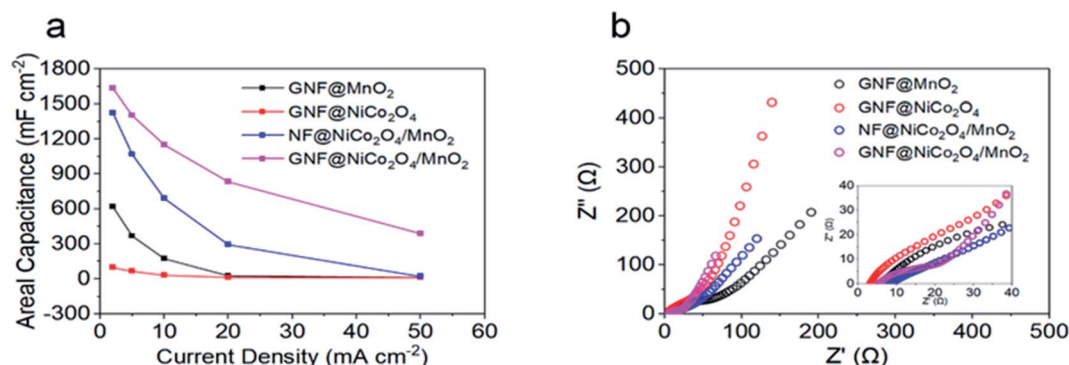 a
1800
1500
1200
900
600
300
0
-300
Areal Capacitance (mF cm⁻²)
GNF@MnO₂
GNF@NiCo₂O₄
NF@NiCo₂O₄/MnO₂
GNF@NiCo₂O₄/MnO₂
0 10 20 30 40 50 60
Current Density (mA cm⁻²)
b
500
400
300
200
100
0
Z'' (Ω)
GNF@MnO₂
GNF@NiCo₂O₄
NF@NiCo₂O₄/MnO₂
GNF@NiCo₂O₄/MnO₂
40
30
20
10
0
Z'' (Ω)
0 10 20 30 40
Z' (Ω)
0 100 200 300 400 500
Z' (Ω)